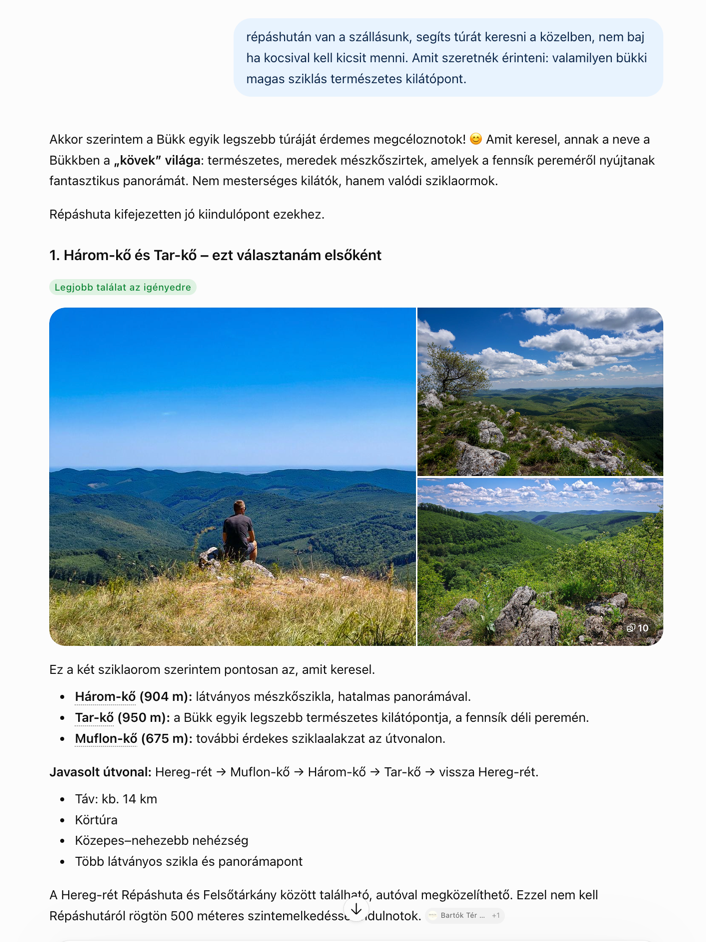 répáshután van a szállásunk, segíts túrát keresni a közelben, nem baj
ha kocsival kell kicsit menni. Amit szeretnék érinteni: valamilyen bükki
magas sziklás természetes kilátópont.
Akkor szerintem a Bükk egyik legszebb túráját érdemes megcéloznotok! 😊 Amit keresel, annak a neve a
Bükkben a „kövek” világa: természetes, meredek mészkőszirtek, amelyek a fennsík pereméről nyújtanak
fantasztikus panorámát. Nem mesterséges kilátók, hanem valódi sziklaormok.
Répáshuta kifejezetten jó kiindulópont ezekhez.
1. Három-kő és Tar-kő – ezt választanám elsőként
Legjobb találat az igényedre
10
Ez a két sziklaorom szerintem pontosan az, amit keresel.
• Három-kő (904 m): látványos mészkőszikla, hatalmas panorámával.
• Tar-kő (950 m): a Bükk egyik legszebb természetes kilátópontja, a fennsík déli peremén.
• Muflon-kő (675 m): további érdekes sziklaalakzat az útvonalon.
Javasolt útvonal: Hereg-rét → Muflon-kő → Három-kő → Tar-kő → vissza Hereg-rét.
• Táv: kb. 14 km
• Körtúra
• Közepes–nehezebb nehézség
• Több látványos szikla és panorámapont
A Hereg-rét Répáshuta és Felsőtárkány között található, autóval megközelíthető. Ezzel nem kell
Répáshutáról rögtön 500 méteres indulnotok. Bartók Tér ... +1